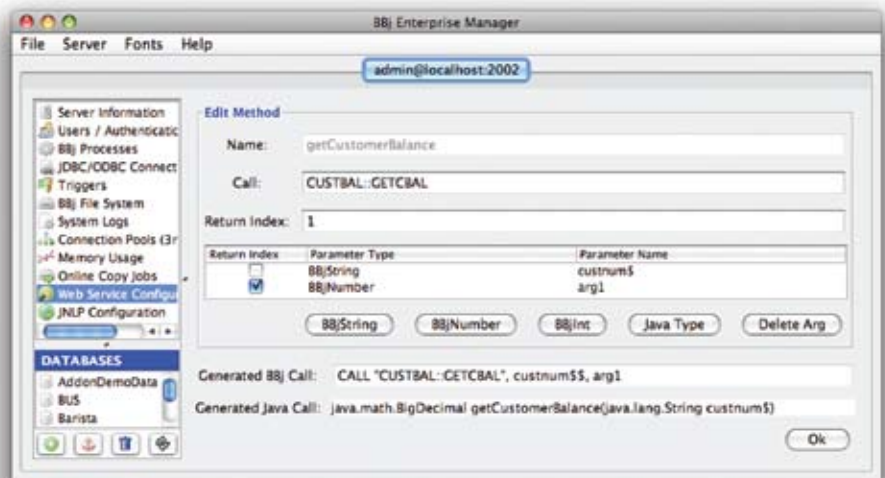 BBj Enterprise Manager
File Server Fonts Help
admin@localhost:2002
Server Information
Users / Authenticatic
BBj Processes
JDBC/ODBC Connect
Triggers
BBj File System
System Logs
Connection Pools (3r
Memory Usage
Online Copy Jobs
Web Service Configu
JNLP Configuration
DATABASES
AddonDemoData
BUS
Barista
Edit Method
Name: getCustomerBalance
Call: CUSTBAL::GETCBAL
Return Index: 1
Return Index Parameter Type Parameter Name
BBjString custnum$
BBjNumber arg1
BBjString BBjNumber BBjInt Java Type Delete Arg
Generated BBj Call: CALL "CUSTBAL::GETCBAL", custnum$$, arg1
Generated Java Call: java.math.BigDecimal getCustomerBalance(java.lang.String custnum$)
Ok